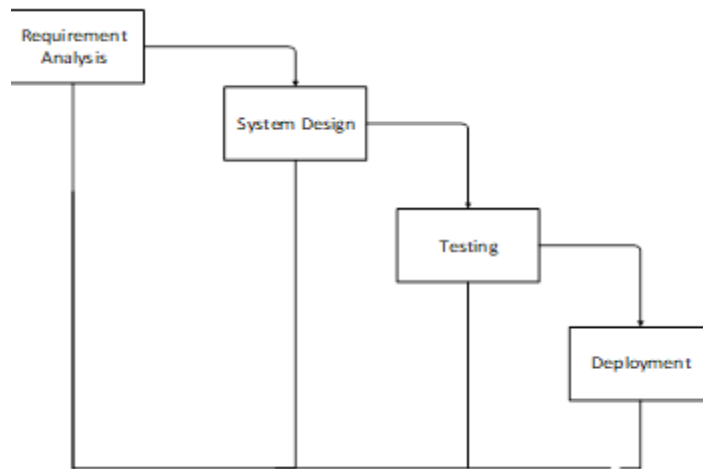 Requirement
Analysis
System Design
Testing
Deployment